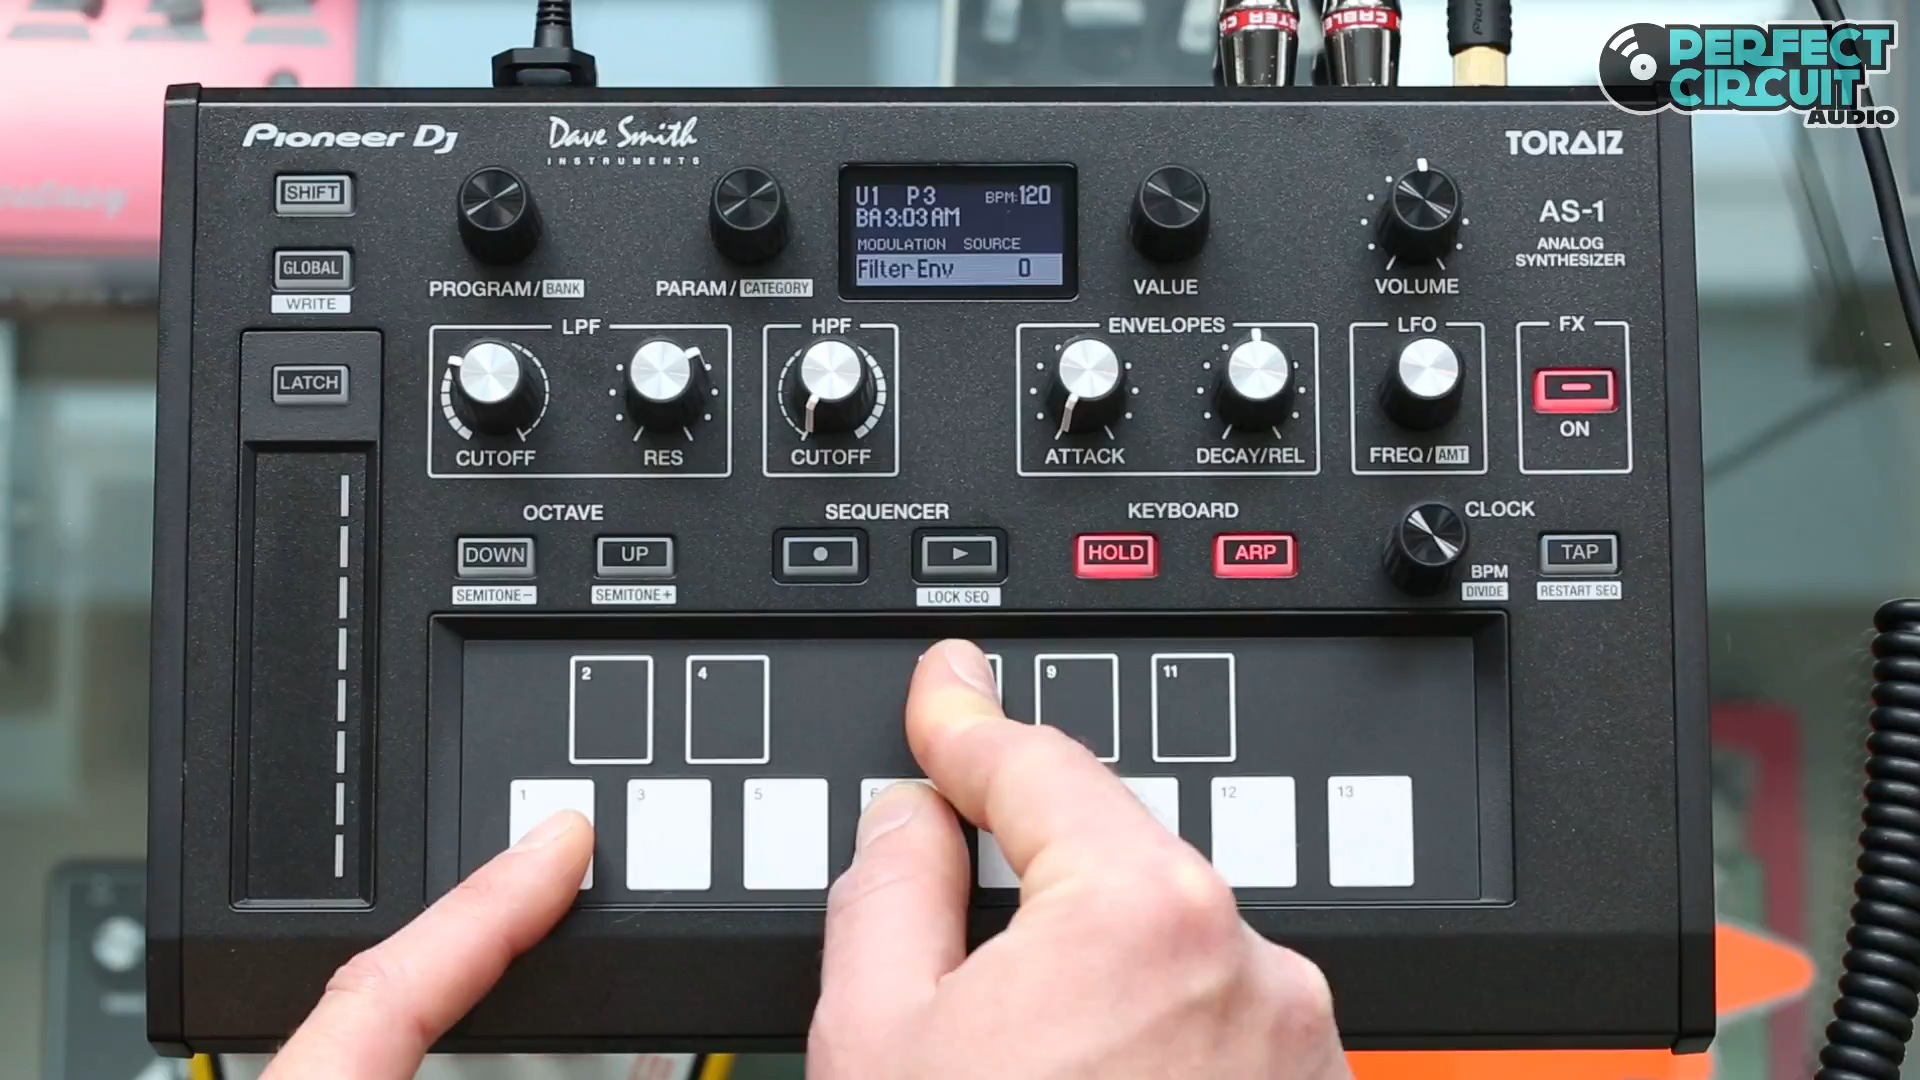 PERFECT
CIRCUIT
AUDIO
Pioneer DJ
Dave Smith
INSTRUMENTS
TORAIZ
AS-1
ANALOG
SYNTHESIZER
SHIFT
GLOBAL
WRITE
LATCH
PROGRAM/BANK
PARAM/CATEGORY
U1 P3 BPM:120
BA 3:03 AM
MODULATION SOURCE
Filter Env 0
VALUE
VOLUME
LPF
HPF
ENVELOPES
LFO
FX
CUTOFF
RES
CUTOFF
ATTACK
DECAY/REL
FREQ/AMT
ON
OCTAVE
SEQUENCER
KEYBOARD
CLOCK
DOWN
UP
HOLD
ARP
TAP
SEMITONE-
SEMITONE+
LOCK SEQ
BPM
DIVIDE
RESTART SEQ
2
4
9
11
1
3
5
6
12
13